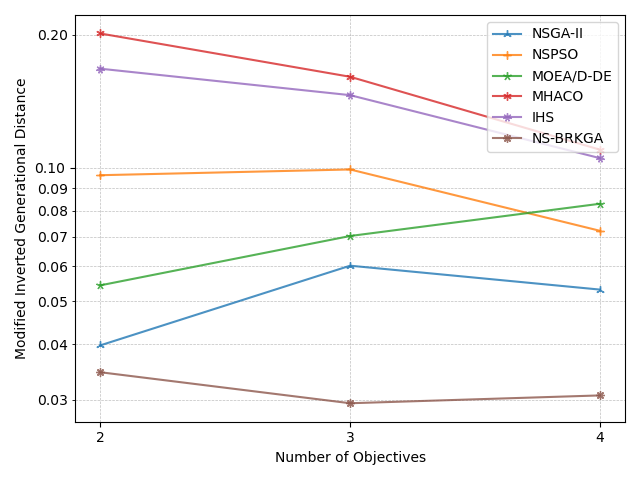 Modified Inverted Generational Distance
0.20
0.10
0.09
0.08
0.07
0.06
0.05
0.04
0.03
NSGA-II
NSPSO
MOEA/D-DE
MHACO
IHS
NS-BRKGA
2
3
4
Number of Objectives